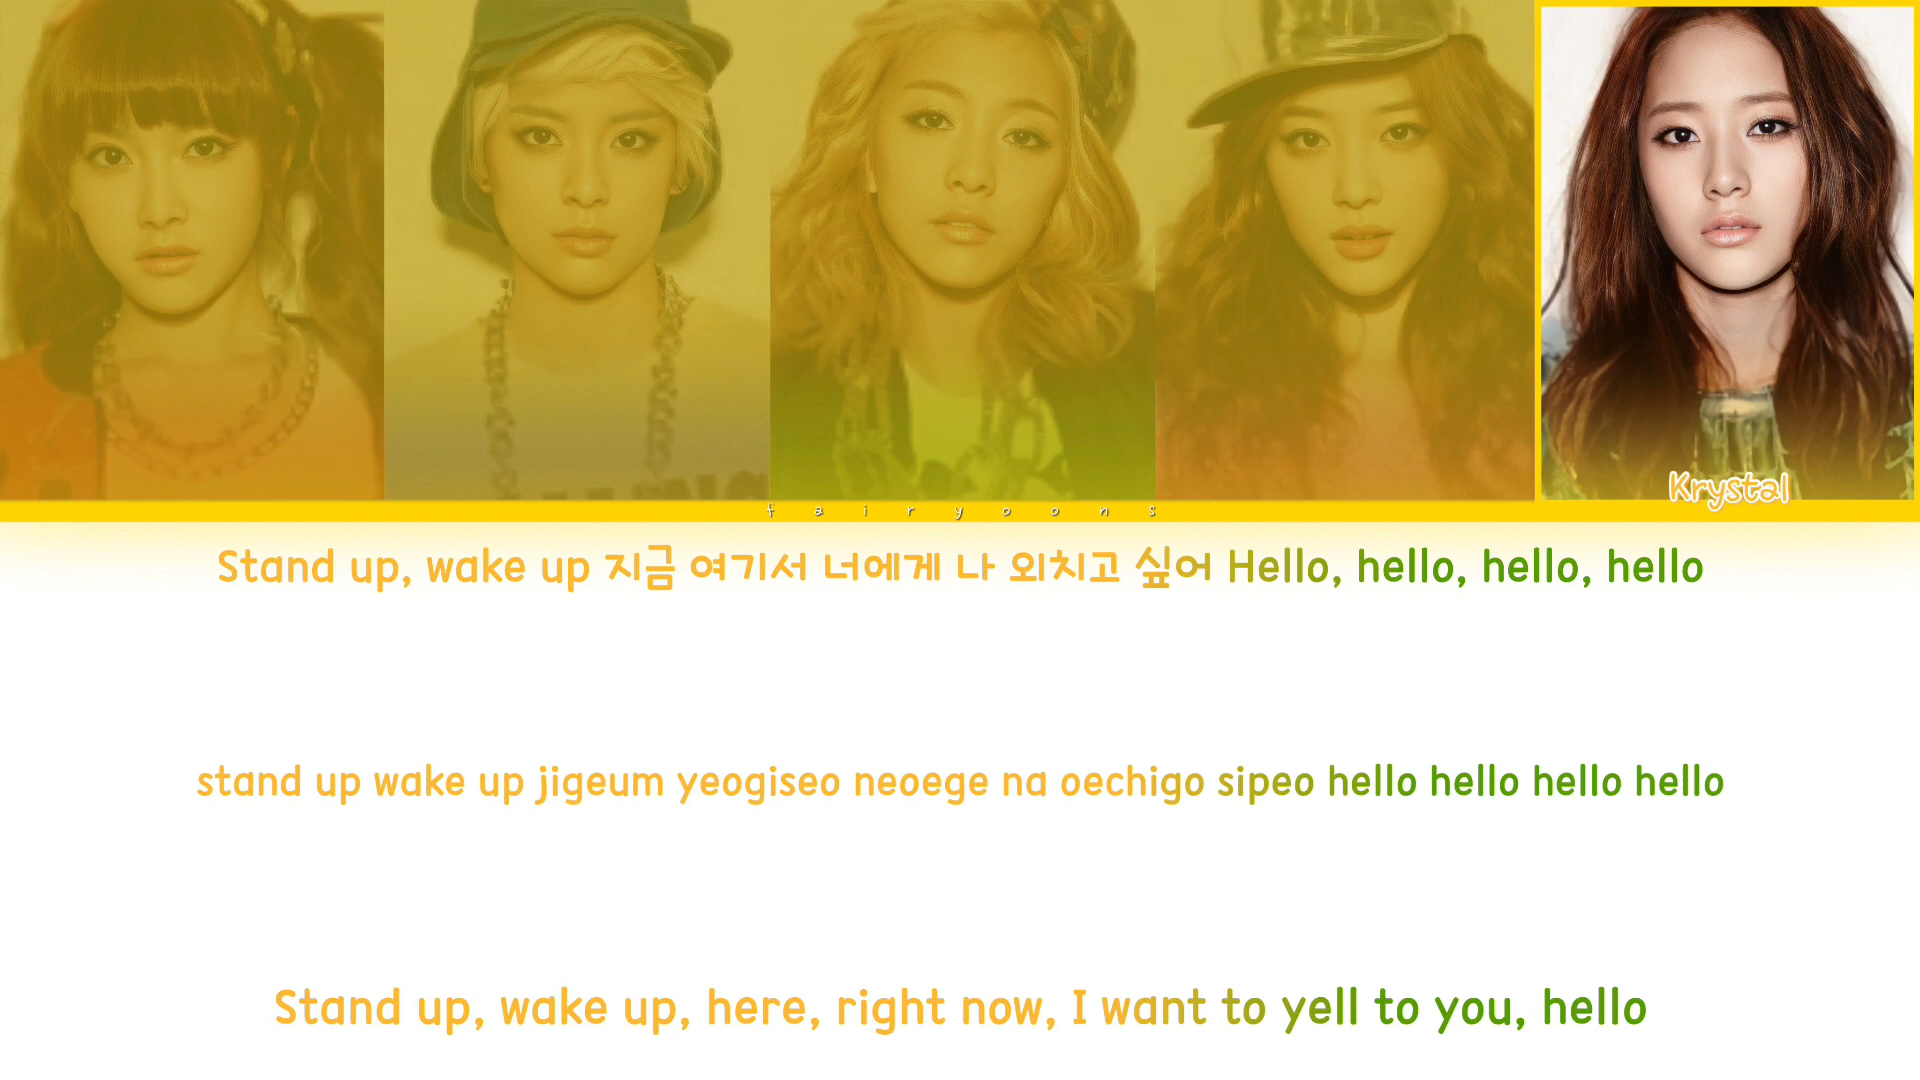 Krystal
fairyoons
Stand up, wake up 지금 여기서 너에게 나 외치고 싶어 Hello, hello, hello, hello
stand up wake up jigeum yeogiseo neoege na oechigo sipeo hello hello hello hello
Stand up, wake up, here, right now, I want to yell to you, hello